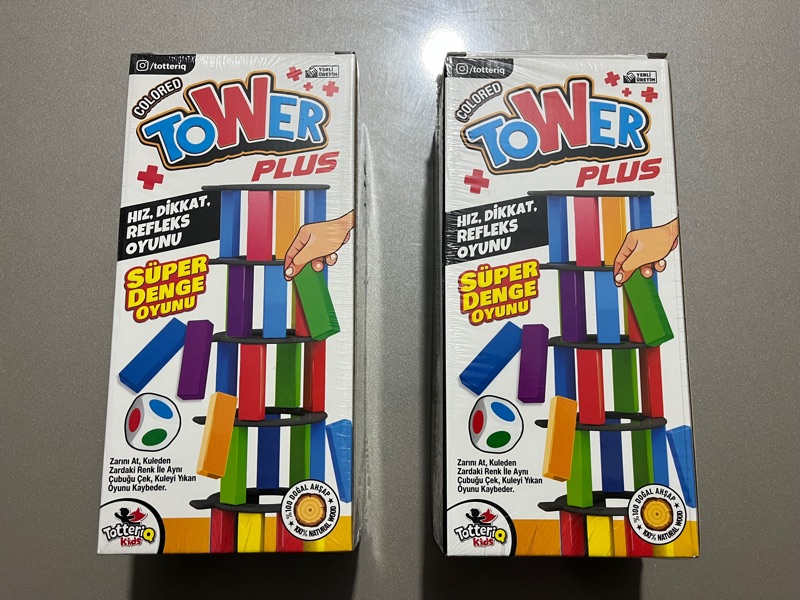 /totteriq
YERLİ
ÜRETİM
COLORED
TOWER
PLUS
HIZ, DİKKAT,
REFLEKS
OYUNU
SÜPER
DENGE
OYUNU
Zarını At, Kuleden
Zardaki Renk İle Aynı
Çubuğu Çek, Kuleyi Yıkan
Oyunu Kaybeder.
%100 DOĞAL AHŞAP
100% NATURAL WOOD
TotteriQ
Kids
/totteriq
YERLİ
ÜRETİM
COLORED
TOWER
PLUS
HIZ, DİKKAT,
REFLEKS
OYUNU
SÜPER
DENGE
OYUNU
Zarını At, Kuleden
Zardaki Renk İle Aynı
Çubuğu Çek, Kuleyi Yıkan
Oyunu Kaybeder.
%100 DOĞAL AHŞAP
100% NATURAL WOOD
TotteriQ
Kids